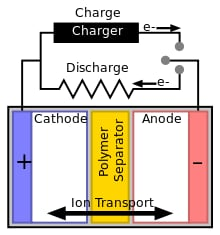 Charge
Charger
e-
Discharge
e-
Cathode
Anode
Polymer
Separator
+
–
Ion Transport